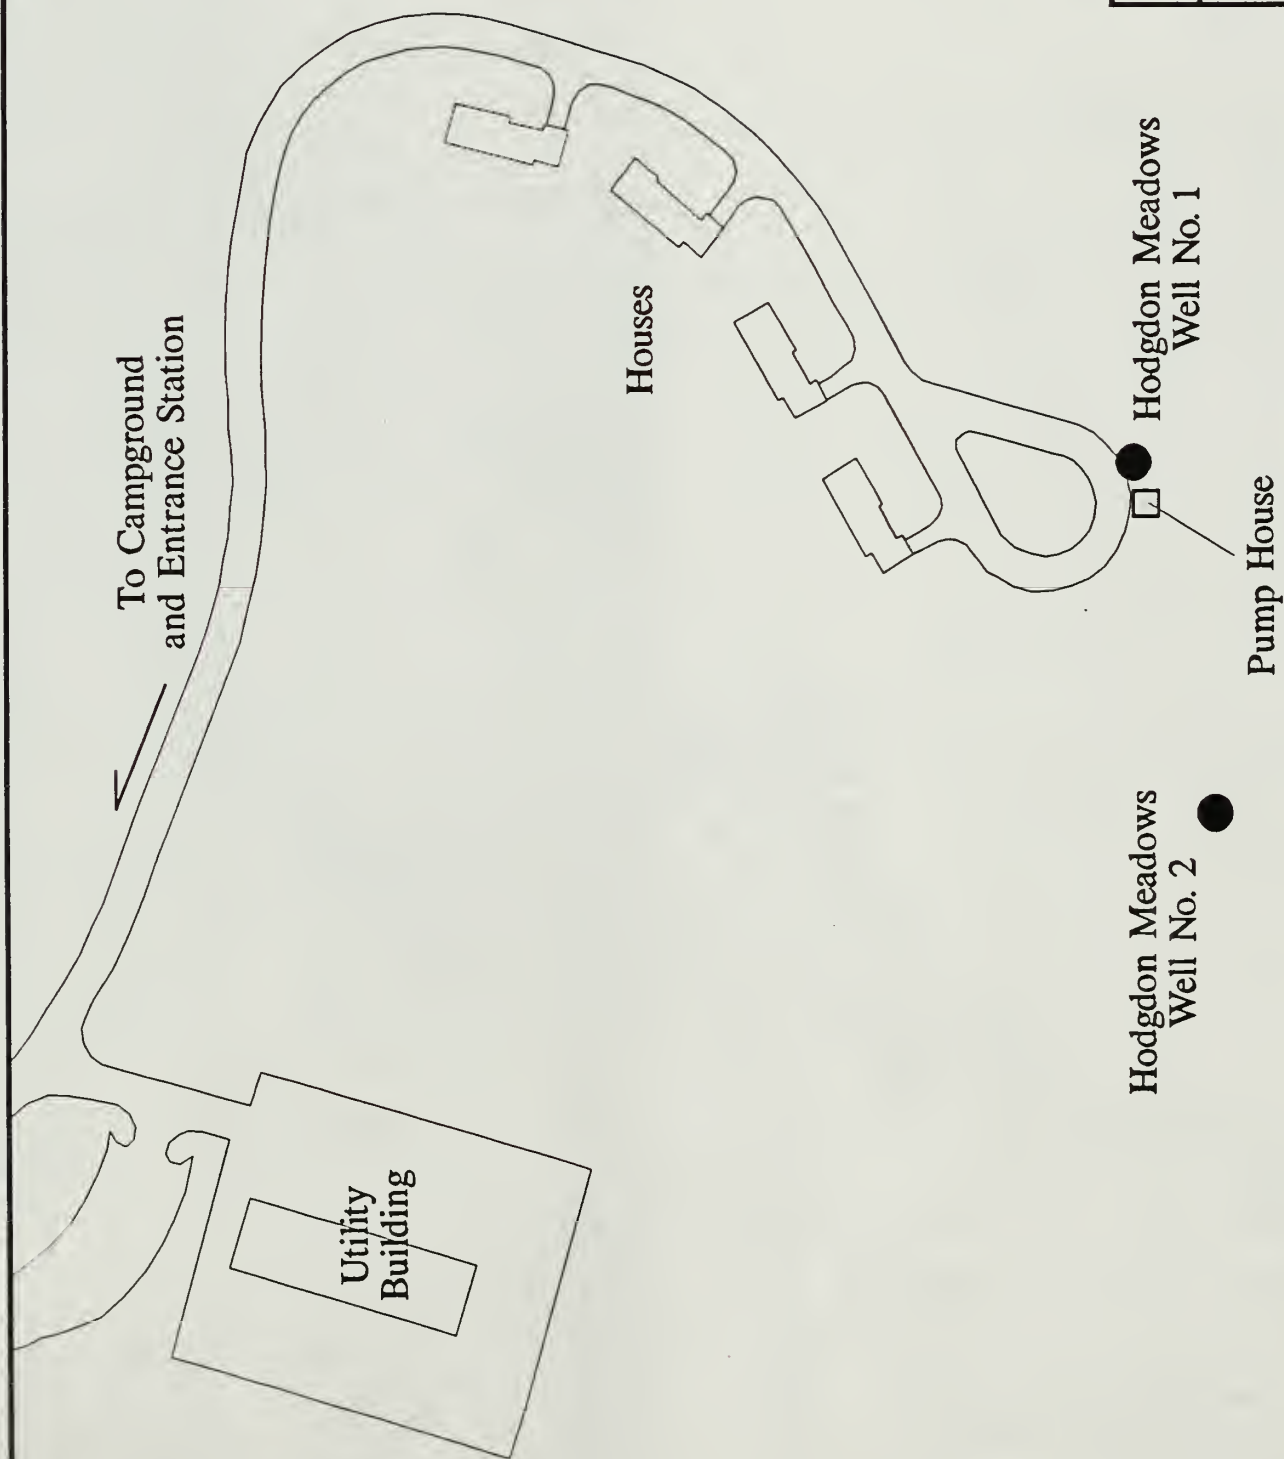 To Campground
and Entrance Station
Houses
Hodgdon Meadows
Well No. 1
Pump House
Hodgdon Meadows
Well No. 2
Utility
Building